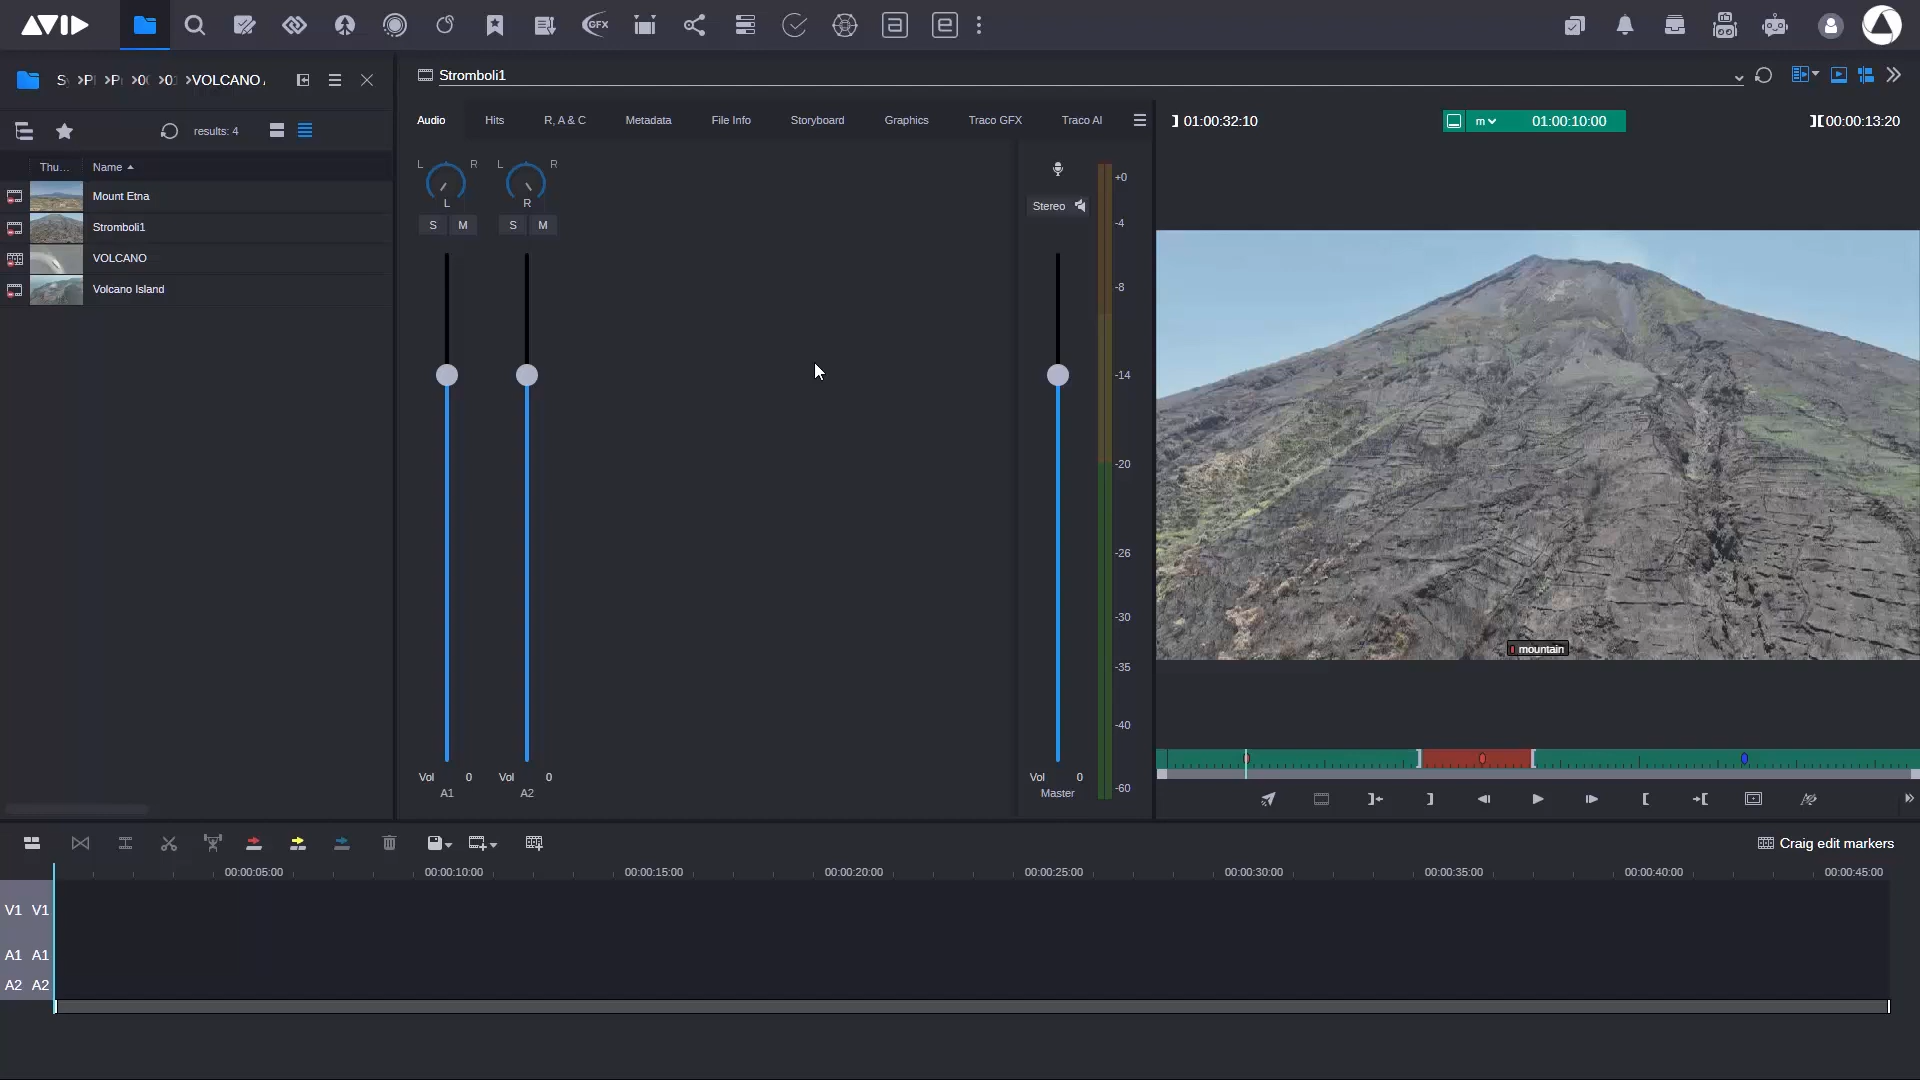 AVID
GFX
a
e
S
P
P
00
01
VOLCANO
Stromboli1
results: 4
Audio
Hits
R, A & C
Metadata
File Info
Storyboard
Graphics
Traco GFX
Traco AI
01:00:32:10
m
01:00:10:00
00:00:13:20
Thu...
Name
Mount Etna
Stromboli1
VOLCANO
Volcano Island
L R L R
L R
S M S M
Stereo
+0
-4
-8
-14
-20
-26
-30
-35
-40
-60
Vol 0 Vol 0 Vol 0
A1 A2 Master
mountain
Craig edit markers
00:00:05:00 00:00:10:00 00:00:15:00 00:00:20:00 00:00:25:00 00:00:30:00 00:00:35:00 00:00:40:00 00:00:45:00
V1 V1
A1 A1
A2 A2